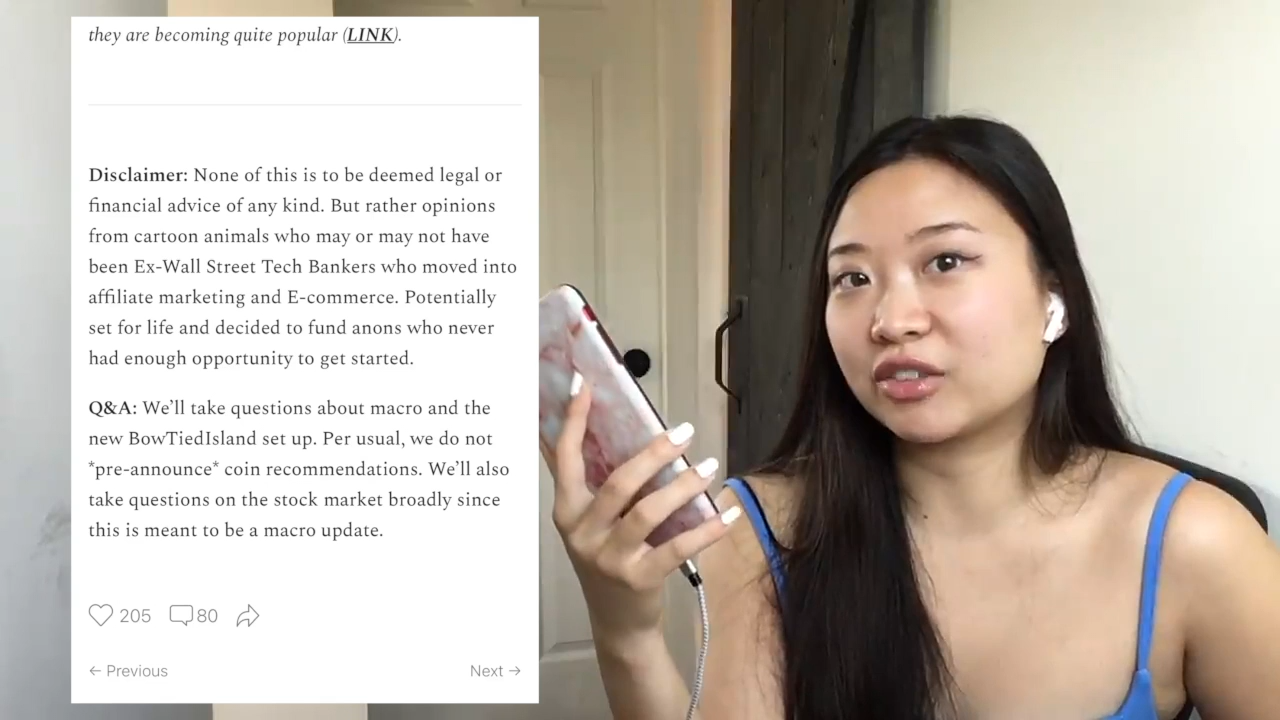 they are becoming quite popular (LINK).
Disclaimer: None of this is to be deemed legal or
financial advice of any kind. But rather opinions
from cartoon animals who may or may not have
been Ex-Wall Street Tech Bankers who moved into
affiliate marketing and E-commerce. Potentially
set for life and decided to fund anons who never
had enough opportunity to get started.
Q&A: We’ll take questions about macro and the
new BowTiedIsland set up. Per usual, we do not
*pre-announce* coin recommendations. We’ll also
take questions on the stock market broadly since
this is meant to be a macro update.
205 80
← Previous Next →